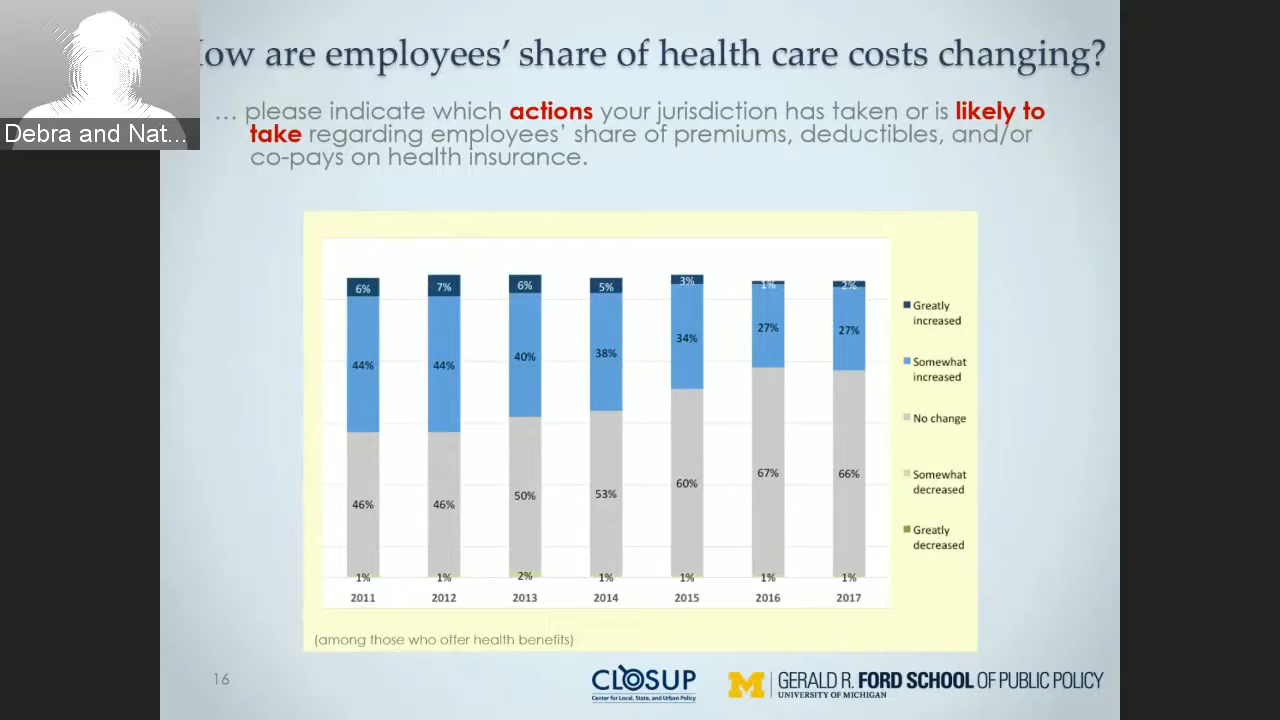 ow are employees' share of health care costs changing?
… please indicate which actions your jurisdiction has taken or is likely to
take regarding employees' share of premiums, deductibles, and/or
co-pays on health insurance.
Debra and Nat...
6% 7% 6% 5% 3% 1% 2%
44% 44% 40% 38% 34% 27% 27%
46% 46% 50% 53% 60% 67% 66%
1% 1% 2% 1% 1% 1% 1%
2011 2012 2013 2014 2015 2016 2017
Greatly
increased
Somewhat
increased
No change
Somewhat
decreased
Greatly
decreased
(among those who offer health benefits)
16
CLOSUP
Center for Local, State, and Urban Policy
M
GERALD R. FORD SCHOOL OF PUBLIC POLICY
UNIVERSITY OF MICHIGAN